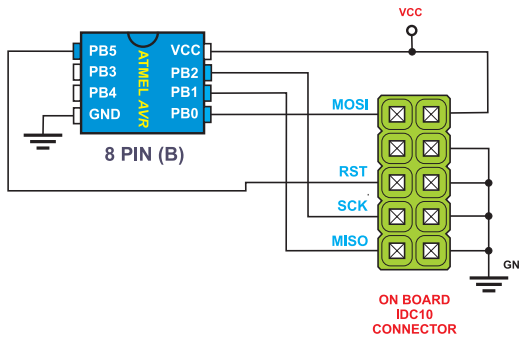 VCC
PB5
VCC
PB3
PB2
PB4
PB1
GND
PB0
ATMEL AVR
8 PIN (B)
MOSI
RST
SCK
MISO
GN
ON BOARD
IDC10
CONNECTOR